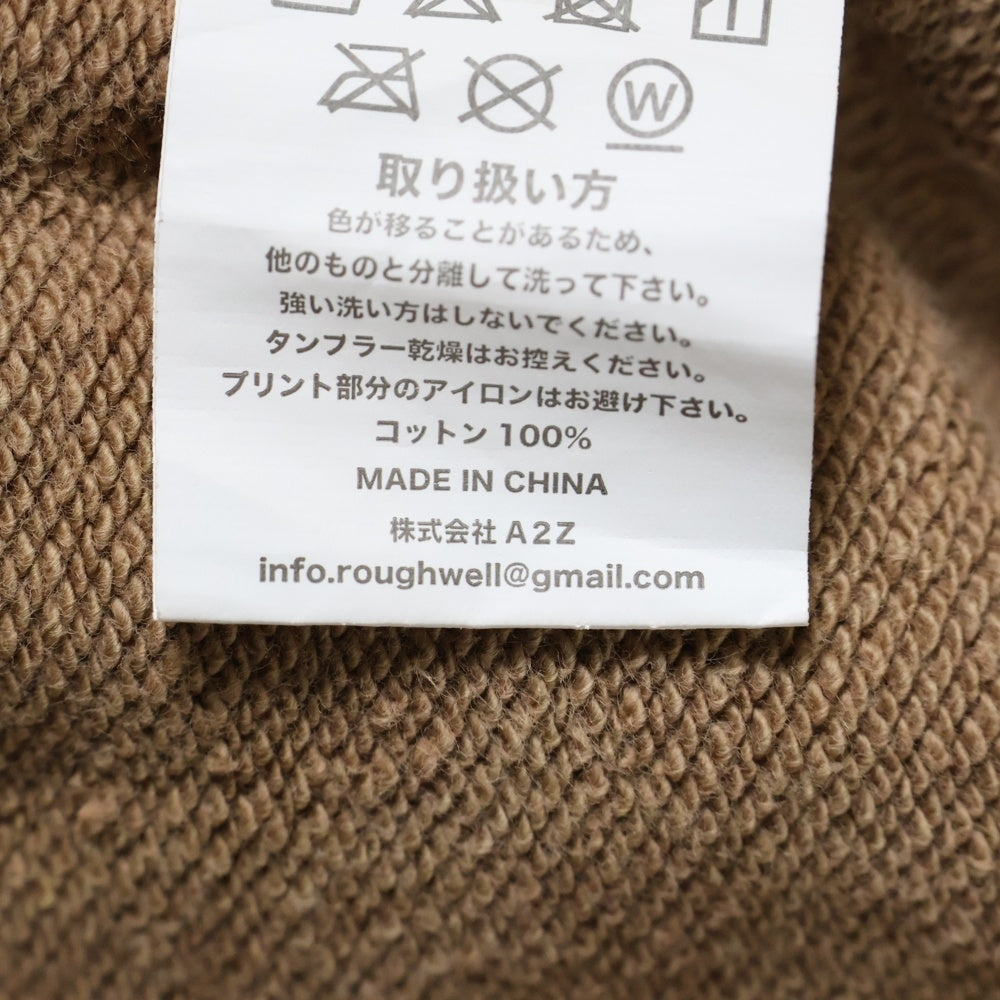 W
取り扱い方
色が移ることがあるため、
他のものと分離して洗って下さい。
強い洗い方はしないでください。
タンブラー乾燥はお控えください。
プリント部分のアイロンはお避け下さい。
コットン 100%
MADE IN CHINA
株式会社 A2Z
info.roughwell@gmail.com